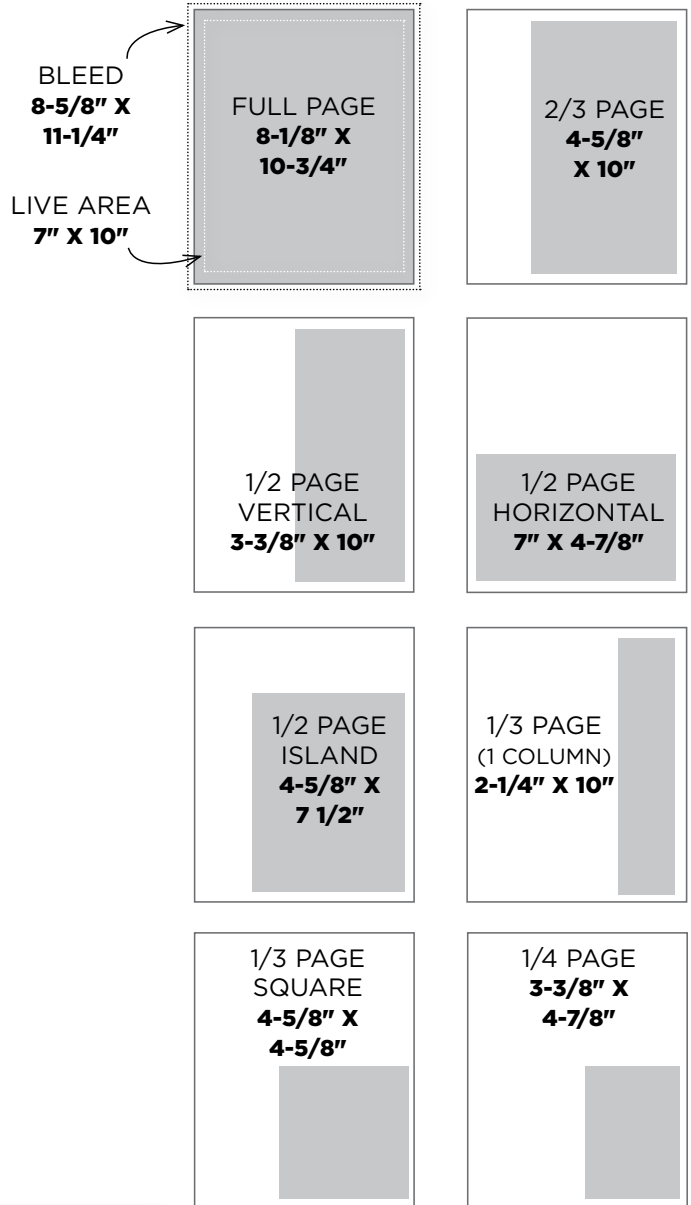 BLEED
8-5/8" X
11-1/4"
LIVE AREA
7" X 10"
FULL PAGE
8-1/8" X
10-3/4"
2/3 PAGE
4-5/8"
X 10"
1/2 PAGE
VERTICAL
3-3/8" X 10"
1/2 PAGE
HORIZONTAL
7" X 4-7/8"
1/2 PAGE
ISLAND
4-5/8" X
7 1/2"
1/3 PAGE
(1 COLUMN)
2-1/4" X 10"
1/3 PAGE
SQUARE
4-5/8" X
4-5/8"
1/4 PAGE
3-3/8" X
4-7/8"